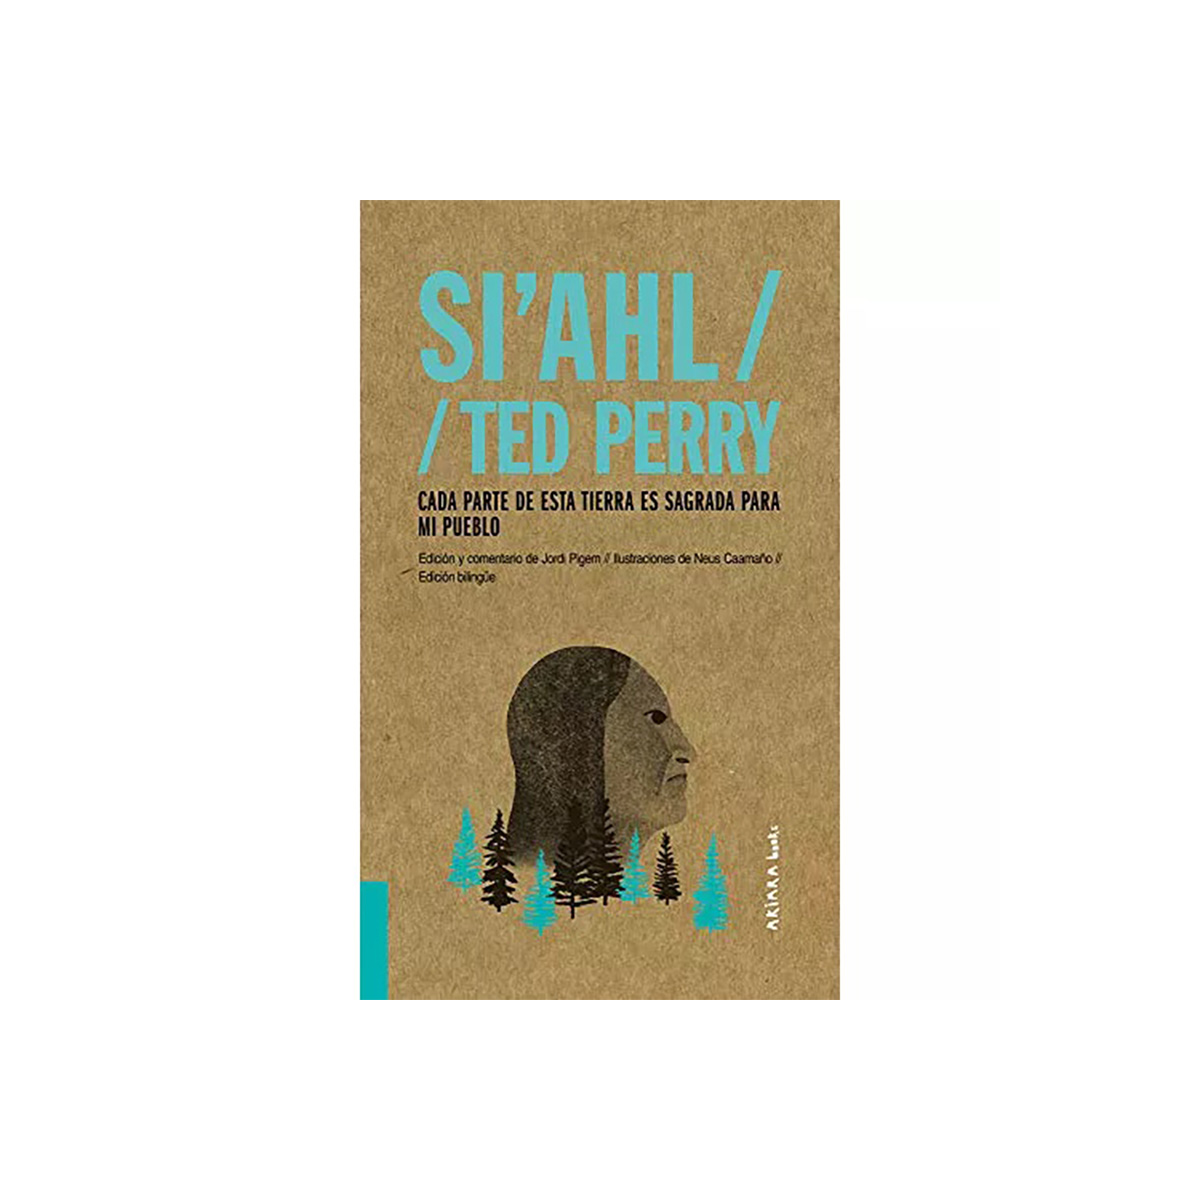 SI’AHL /
/ TED PERRY
CADA PARTE DE ESTA TIERRA ES SAGRADA PARA
MI PUEBLO
Edición y comentario de Jordi Pigem // Ilustraciones de Neus Caamaño //
Edición bilingüe
AKIARA books